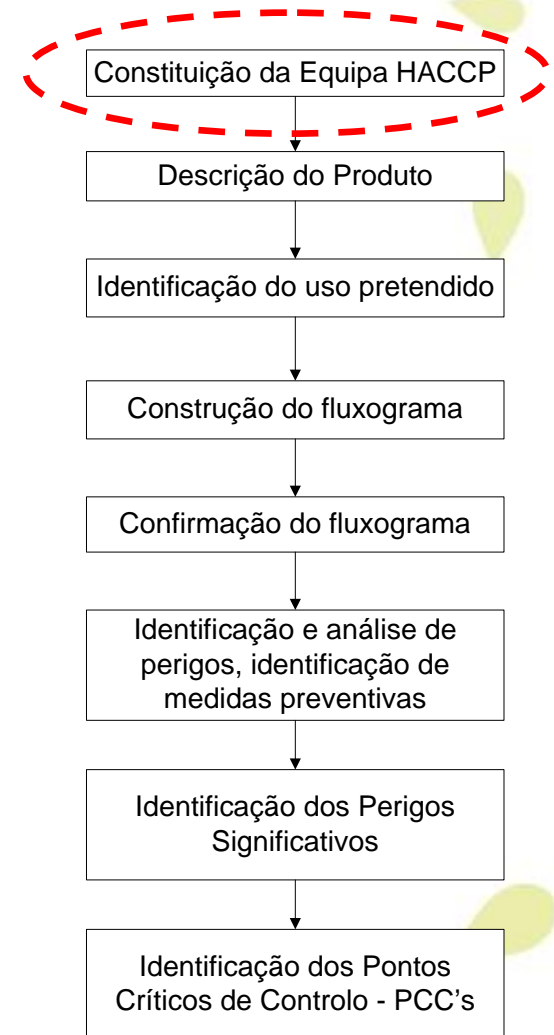 Constituição da Equipa HACCP
Descrição do Produto
Identificação do uso pretendido
Construção do fluxograma
Confirmação do fluxograma
Identificação e análise de
perigos, identificação de
medidas preventivas
Identificação dos Perigos
Significativos
Identificação dos Pontos
Críticos de Controlo - PCC's